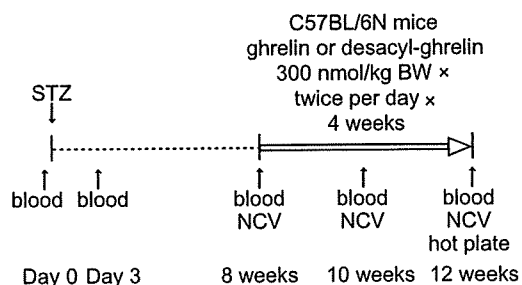 C57BL/6N mice
ghrelin or desacyl-ghrelin
300 nmol/kg BW ×
twice per day ×
4 weeks
STZ
blood blood blood blood blood
NCV NCV NCV
hot plate
Day 0 Day 3 8 weeks 10 weeks 12 weeks